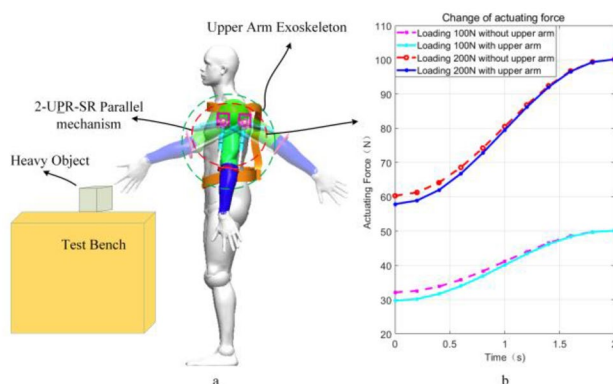 Upper Arm Exoskeleton
2-UPR-SR Parallel
mechanism
Heavy Object
Test Bench
a
Change of actuating force
Loading 100N without upper arm
Loading 100N with upper arm
Loading 200N without upper arm
Loading 200N with upper arm
110
100
90
80
70
60
50
40
30
20
Actuating Force（N）
0
0.5
1
1.5
2
Time（s）
b